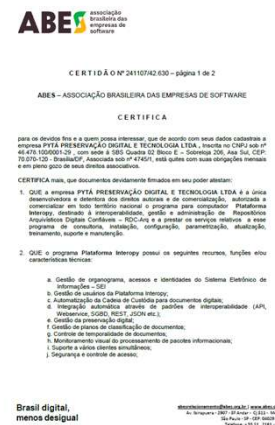 ABES
associação
brasileira das
empresas de
software
CERTIDÃO Nº 241107/42.630 – página 1 de 2
ABES – ASSOCIAÇÃO BRASILEIRA DAS EMPRESAS DE SOFTWARE
CERTIFICA
para os devidos fins e a quem possa interessar, que de acordo com seus dados cadastrais a
empresa PYTÁ PRESERVAÇÃO DIGITAL E TECNOLOGIA LTDA , Inscrita no CNPJ sob nº
46.476.100/0001-29 , com sede á SBS Quadra 02 Bloco E – Sobreloja 206, Asa Sul, CEP:
70.070-120 - Brasília/DF, Associada sob nº 4745/1, está quites com suas obrigações mensais
e em pleno gozo de seus direitos associativos.
CERTIFICA mais, que documentos devidamente firmados em seu poder atestam:
1. QUE a empresa PYTÁ PRESERVAÇÃO DIGITAL E TECNOLOGIA LTDA é a única
desenvolvedora e detentora dos direitos autorais e de comercialização, autorizada a
comercializar em todo território nacional o programa para computador Plataforma
Interopy, destinado à interoperabilidade, gestão e administração de Repositórios
Arquivísticos Digitais Confiáveis – RDC-Arq e a prestar os serviços relativos a esse
programa de consultoria, instalação, configuração, parametrização, atualização,
treinamento, suporte e manutenção.
2. QUE o programa Plataforma Interopy possui os seguintes recursos, funções e/ou
características técnicas:
a. Gestão de organograma, acessos e identidades do Sistema Eletrônico de
Informações – SEI
b. Gestão de usuários da Plataforma Interopy;
c. Automatização da Cadeia de Custódia para documentos digitais;
d. Integração automática através de padrões de interoperabilidade (API,
Webservice, SGBD, REST, JSON etc.);
e. Gestão da preservação digital;
f. Gestão de planos de classificação de documentos;
g. Controle de temporalidade de documentos;
h. Monitoramento visual do processamento de pacotes informacionais;
i. Suporte a vários clientes simultâneos;
j. Segurança e controle de acesso;
Brasil digital,
menos desigual